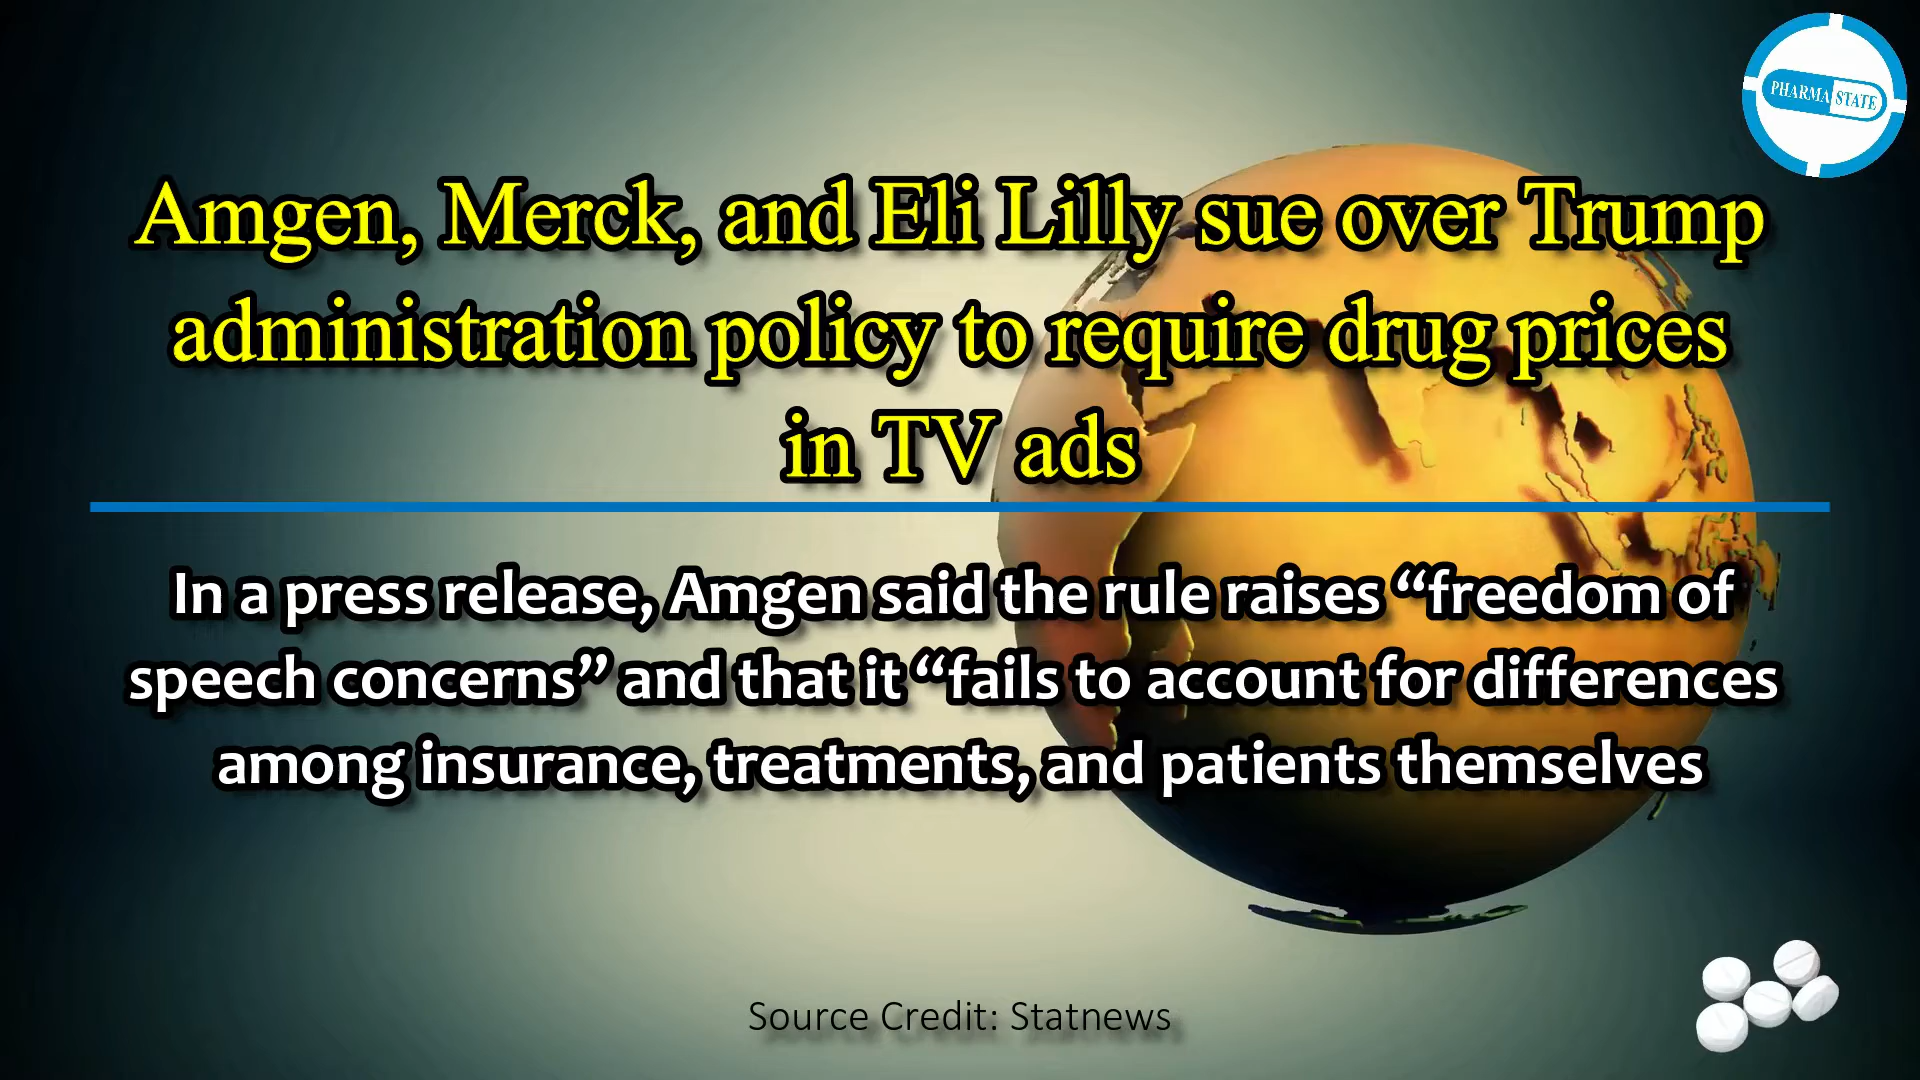 PHARMA STATE
Amgen, Merck, and Eli Lilly sue over Trump
administration policy to require drug prices
in TV ads
In a press release, Amgen said the rule raises “freedom of
speech concerns” and that it “fails to account for differences
among insurance, treatments, and patients themselves
Source Credit: Statnews